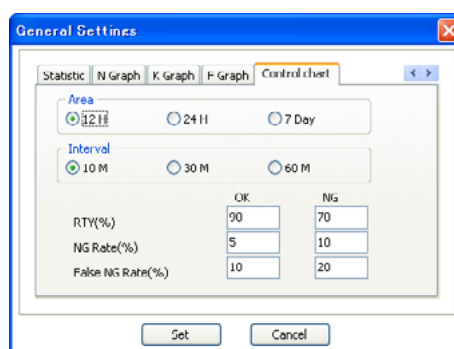 General Settings
Statistic N Graph K Graph F Graph Control chart
Area
12 H 24 H 7 Day
Interval
10 M 30 M 60 M
OK NG
RTY(%) 90 70
NG Rate(%) 5 10
False NG Rate(%) 10 20
Set Cancel